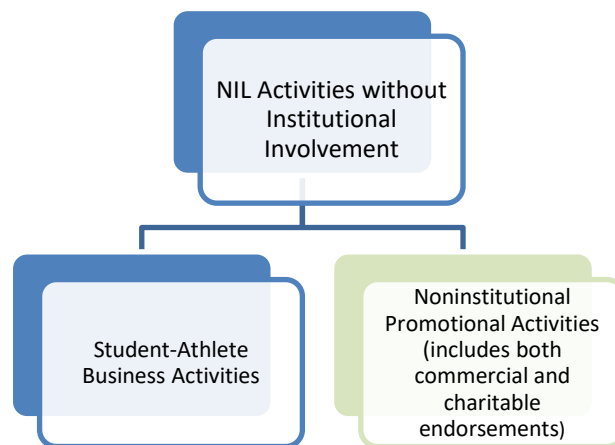 NIL Activities without
Institutional
Involvement
Student-Athlete
Business Activities
Noninstitutional
Promotional Activities
(includes both
commercial and
charitable
endorsements)